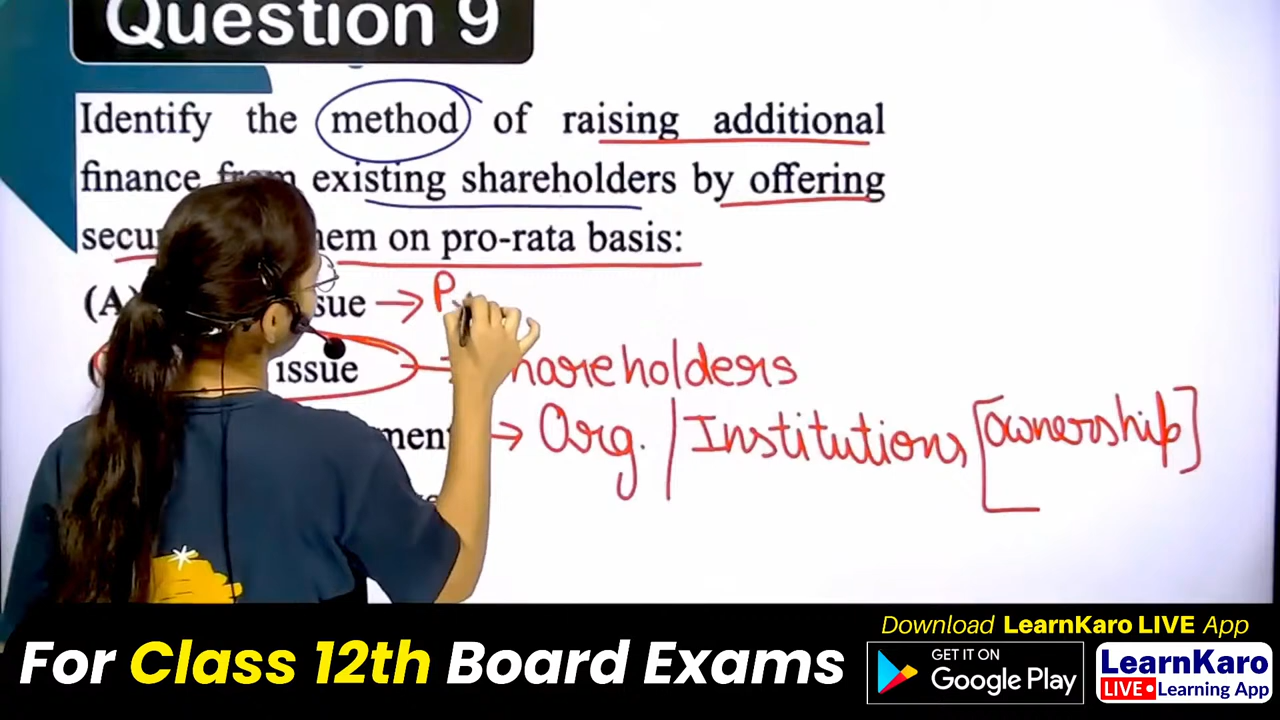 Question 9
Identify the method of raising additional
finance from existing shareholders by offering
hem on pro-rata basis:
(A) sue → P
issue → hareholders
ment → Org. | Institutions [ownership]
For Class 12th Board Exams
Download LearnKaro LIVE App
GET IT ON
Google Play
LearnKaro
LIVE • Learning App